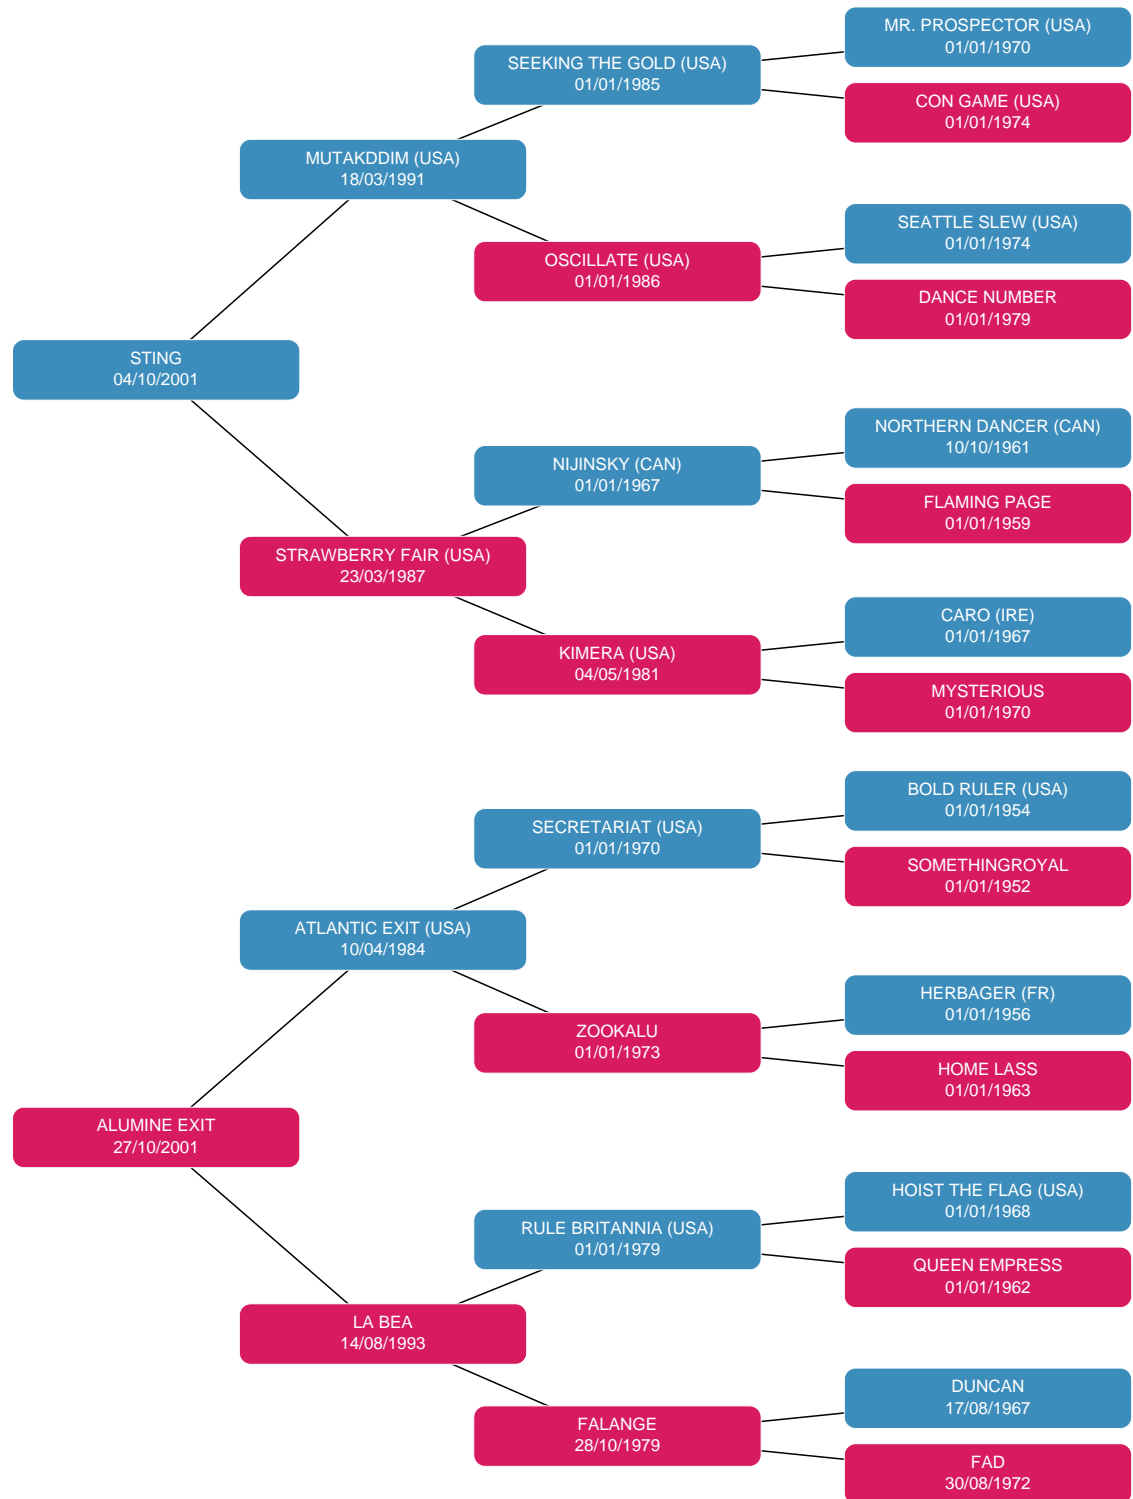 MR. PROSPECTOR (USA)
01/01/1970
SEEKING THE GOLD (USA)
01/01/1985
CON GAME (USA)
01/01/1974
MUTAKDDIM (USA)
18/03/1991
SEATTLE SLEW (USA)
01/01/1974
OSCILLATE (USA)
01/01/1986
DANCE NUMBER
01/01/1979
STING
04/10/2001
NORTHERN DANCER (CAN)
10/10/1961
NIJINSKY (CAN)
01/01/1967
FLAMING PAGE
01/01/1959
STRAWBERRY FAIR (USA)
23/03/1987
CARO (IRE)
01/01/1967
KIMERA (USA)
04/05/1981
MYSTERIOUS
01/01/1970
BOLD RULER (USA)
01/01/1954
SECRETARIAT (USA)
01/01/1970
SOMETHINGROYAL
01/01/1952
ATLANTIC EXIT (USA)
10/04/1984
HERBAGER (FR)
01/01/1956
ZOOKALU
01/01/1973
HOME LASS
01/01/1963
ALUMINE EXIT
27/10/2001
HOIST THE FLAG (USA)
01/01/1968
RULE BRITANNIA (USA)
01/01/1979
QUEEN EMPRESS
01/01/1962
LA BEA
14/08/1993
DUNCAN
17/08/1967
FALANGE
28/10/1979
FAD
30/08/1972